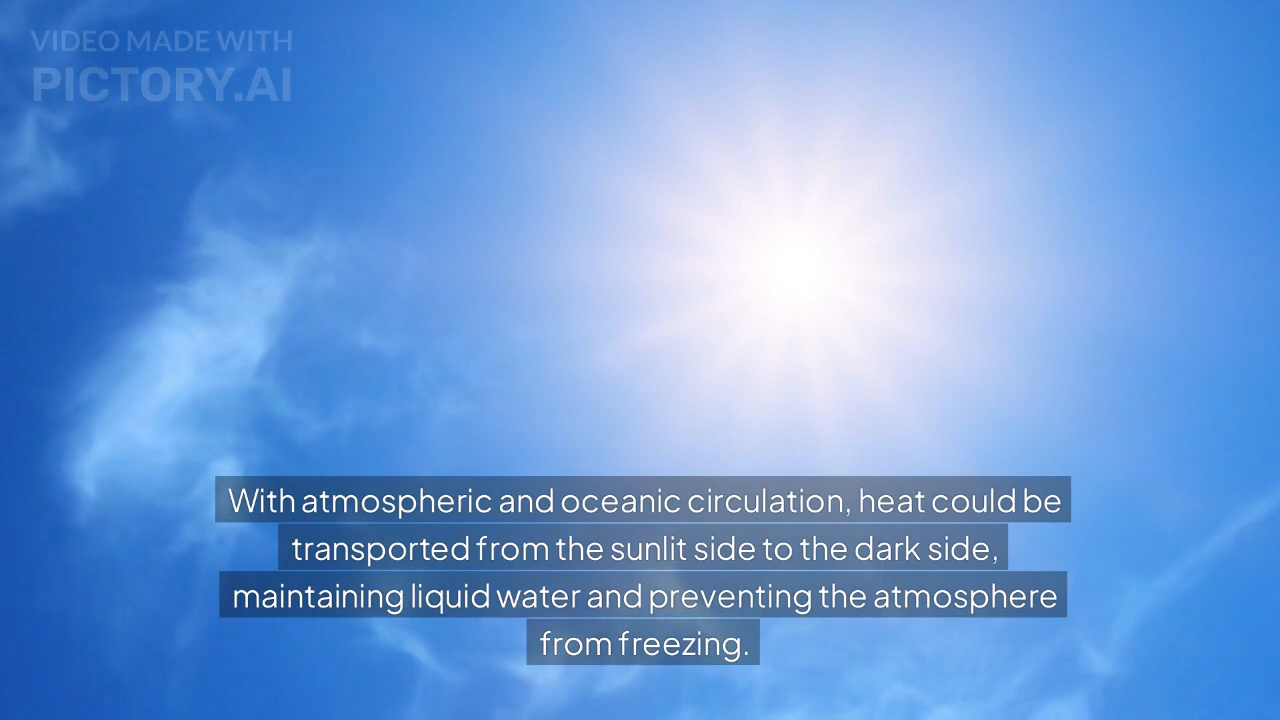 VIDEO MADE WITH
PICTORY.AI
With atmospheric and oceanic circulation, heat could be
transported from the sunlit side to the dark side,
maintaining liquid water and preventing the atmosphere
from freezing.